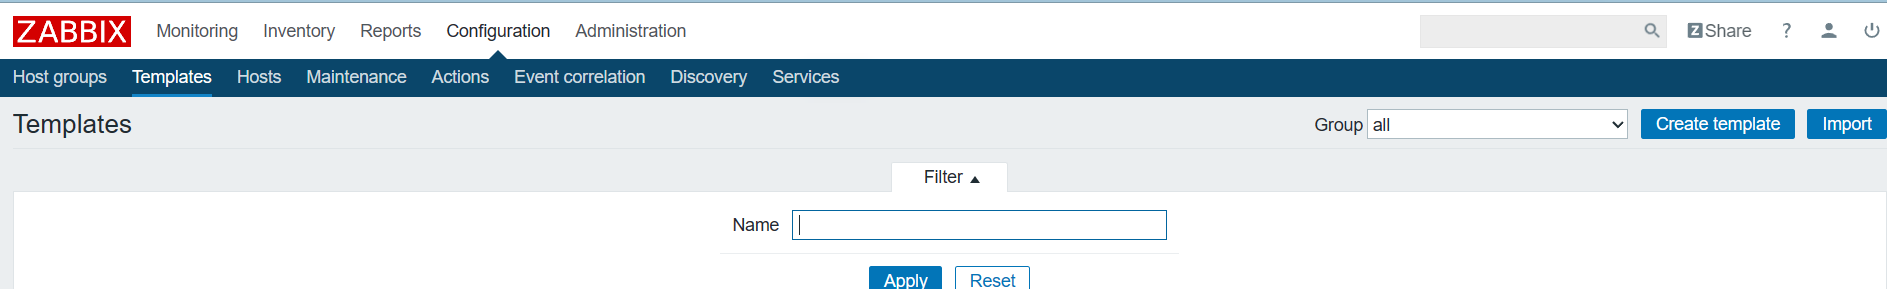 ZABBIX Monitoring Inventory Reports Configuration Administration Z Share ?
Host groups Templates Hosts Maintenance Actions Event correlation Discovery Services
Templates Group all Create template Import
Filter
Name
Apply Reset